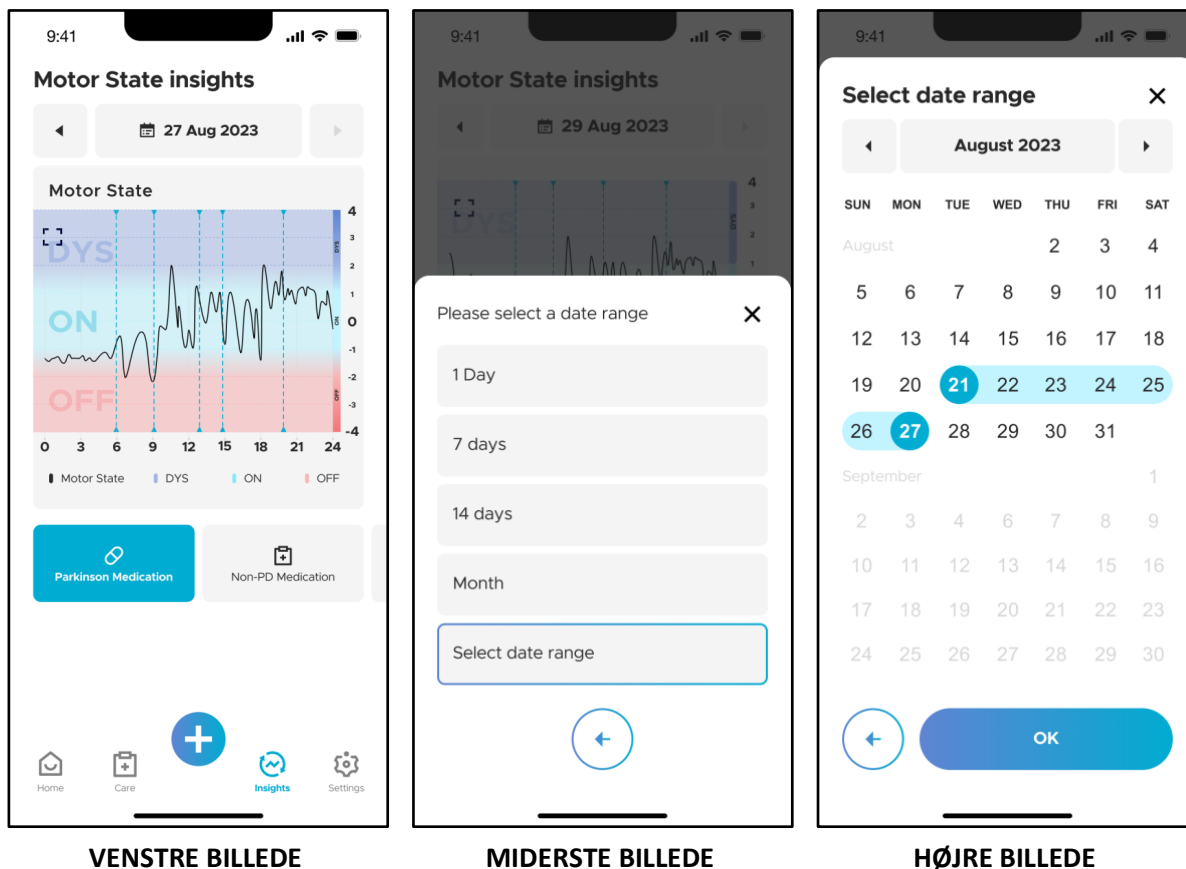 9:41
Motor State insights
27 Aug 2023
Motor State
DYS
ON
OFF
4
3
DYS
2
1
ON
0
-1
-2
OFF
-3
-4
0 3 6 9 12 15 18 21 24
Motor State DYS ON OFF
Parkinson Medication Non-PD Medication
Home Care Insights Settings
VENSTRE BILLEDE
9:41
Motor State insights
29 Aug 2023
DYS
4
3
DYS
2
1
Please select a date range
1 Day
7 days
14 days
Month
Select date range
MIDERSTE BILLEDE
9:41
Select date range
August 2023
SUN MON TUE WED THU FRI SAT
August 2 3 4
5 6 7 8 9 10 11
12 13 14 15 16 17 18
19 20 21 22 23 24 25
26 27 28 29 30 31
September 1
2 3 4 6 7 8 9
10 11 12 13 14 15 16
17 18 19 20 21 22 23
24 25 26 27 28 29 30
OK
HØJRE BILLEDE